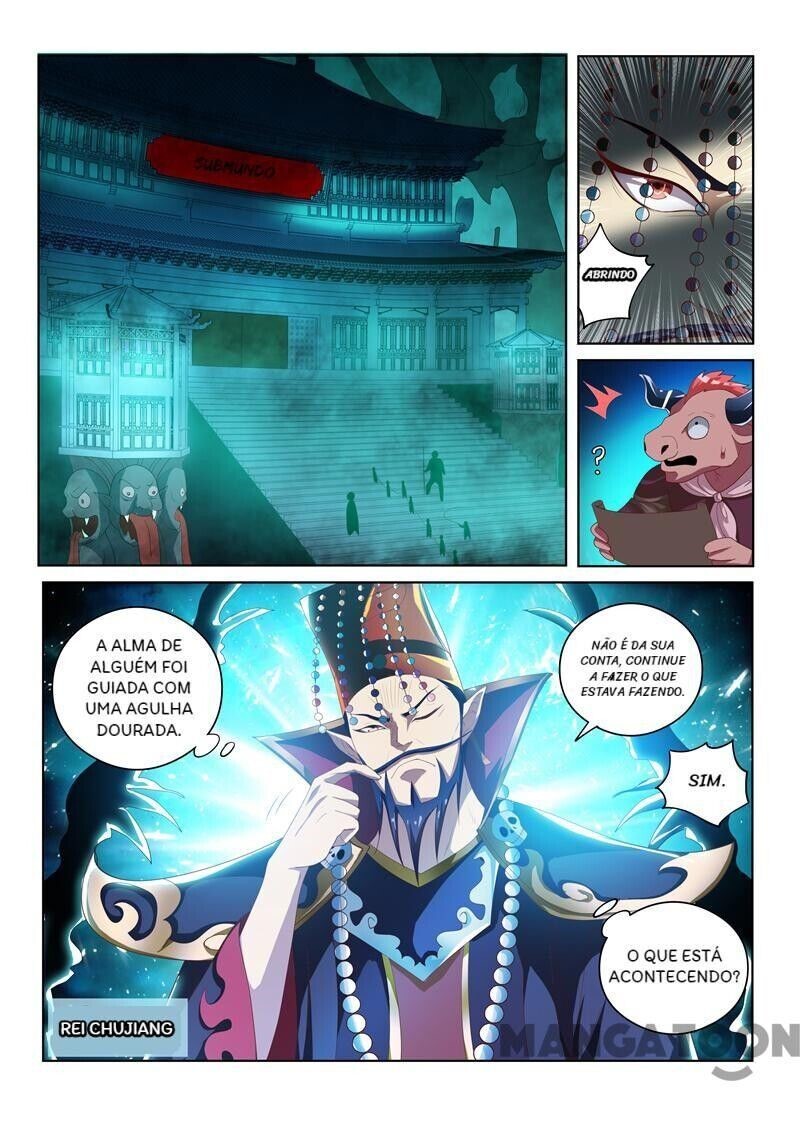 SUBMUNDO
ABRINDO
?
A ALMA DE
ALGUÉM FOI
GUIADA COM
UMA AGULHA
DOURADA.
NÃO É DA SUA
CONTA, CONTINUE
A FAZER O QUE
ESTAVA FAZENDO.
SIM.
O QUE ESTÁ
ACONTECENDO?
REI CHUJIANG
MANGATOON